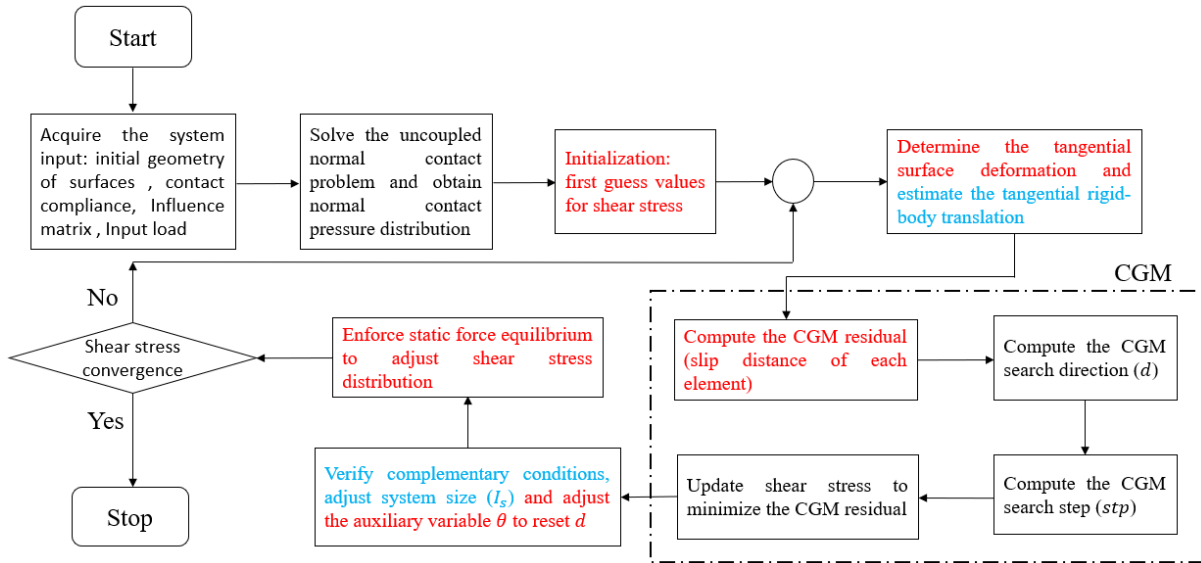 Start
Acquire the system
input: initial geometry
of surfaces , contact
compliance, Influence
matrix , Input load
Solve the uncoupled
normal contact
problem and obtain
normal contact
pressure distribution
Initialization:
first guess values
for shear stress
Determine the tangential
surface deformation and
estimate the tangential rigid-
body translation
CGM
Compute the CGM residual
(slip distance of each
element)
Compute the CGM
search direction (d)
Compute the CGM
search step (stp)
Update shear stress to
minimize the CGM residual
Verify complementary conditions,
adjust system size (Iₛ) and adjust
the auxiliary variable θ to reset d
Enforce static force equilibrium
to adjust shear stress
distribution
Shear stress
convergence
No
Yes
Stop